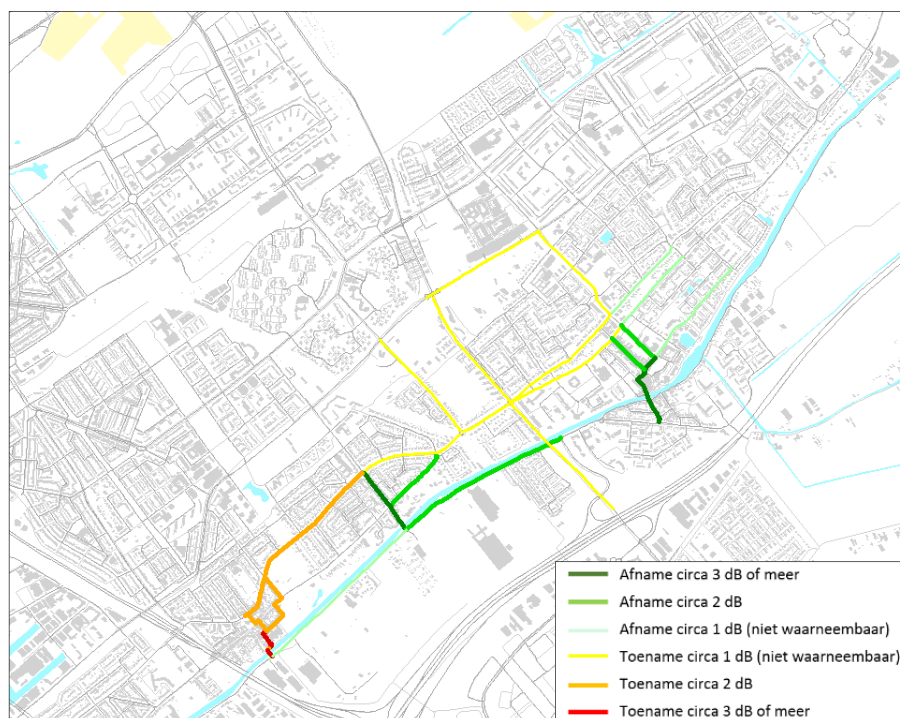 Afname circa 3 dB of meer
Afname circa 2 dB
Afname circa 1 dB (niet waarneembaar)
Toename circa 1 dB (niet waarneembaar)
Toename circa 2 dB
Toename circa 3 dB of meer